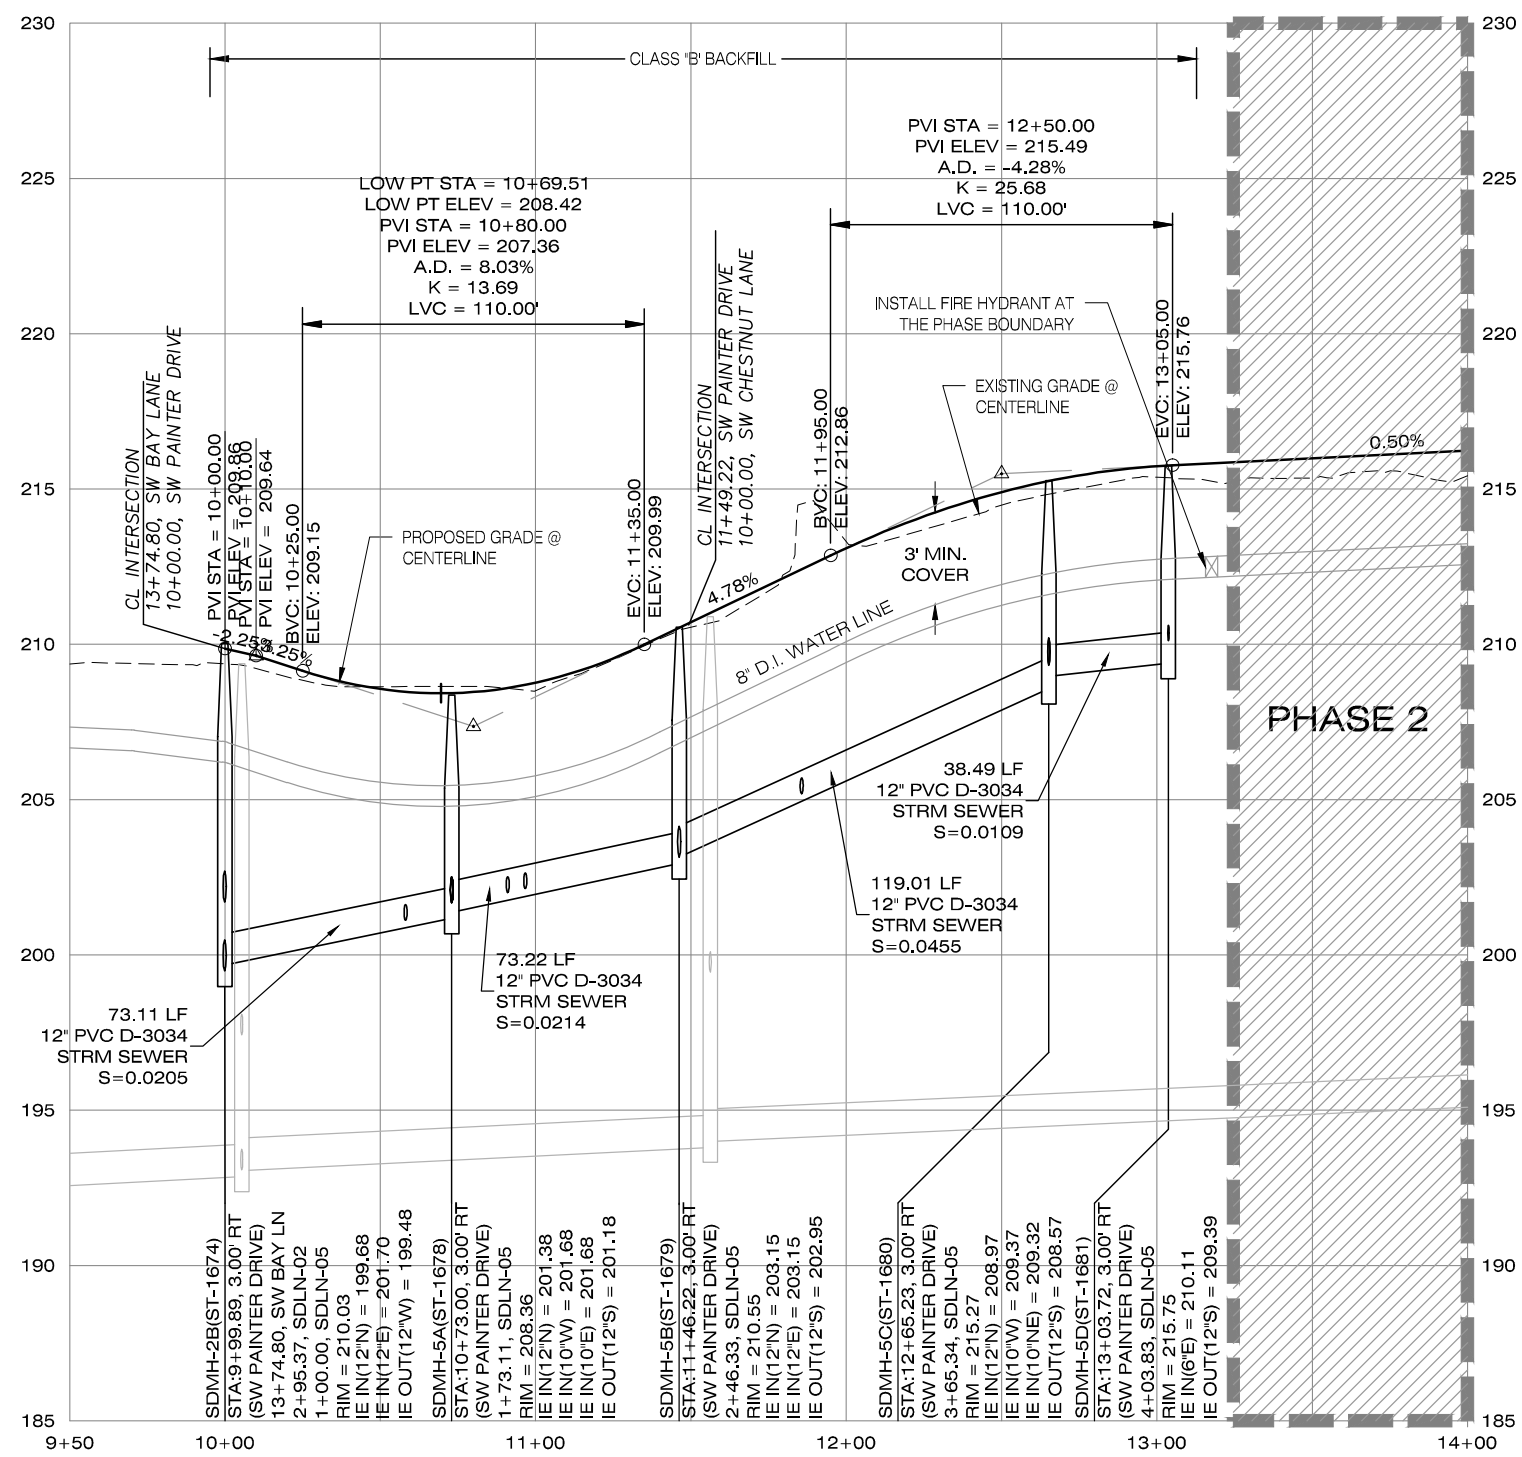 230
230
CLASS "B' BACKFILL
225
225
220
220
215
215
210
210
205
205
200
200
195
195
190
190
185
185
LOW PT STA = 10+69.51
LOW PT ELEV = 208.42
PVI STA = 10+80.00
PVI ELEV = 207.36
A.D. = 8.03%
K = 13.69
LVC = 110.00'
PVI STA = 12+50.00
PVI ELEV = 215.49
A.D. = -4.28%
K = 25.68
LVC = 110.00'
INSTALL FIRE HYDRANT AT
THE PHASE BOUNDARY
EXISTING GRADE @
CENTERLINE
CL INTERSECTION
13+74.80, SW BAY LANE
10+00.00, SW PAINTER DRIVE
PVI STA = 10+00.00
PVI ELEV = 209.86
PVI STA = 10+10.00
PVI ELEV = 209.64
BVC: 10+25.00
ELEV: 209.15
-2.25%
.25%
PROPOSED GRADE @
CENTERLINE
EVC: 11+35.00
ELEV: 209.99
CL INTERSECTION
11+49.22, SW PAINTER DRIVE
10+00.00, SW CHESTNUT LANE
4.78%
BVC: 11+95.00
ELEV: 212.86
EVC: 13+05.00
ELEV: 215.76
0.50%
3' MIN.
COVER
8" D.I. WATER LINE
PHASE 2
38.49 LF
12" PVC D-3034
STRM SEWER
S=0.0109
119.01 LF
12" PVC D-3034
STRM SEWER
S=0.0455
73.22 LF
12" PVC D-3034
STRM SEWER
S=0.0214
73.11 LF
12" PVC D-3034
STRM SEWER
S=0.0205
SDMH-2B(ST-1674)
STA:9+99.89, 3.00' RT
(SW PAINTER DRIVE)
13+74.80, SW BAY LN
2+95.37, SDLN-02
1+00.00, SDLN-05
RIM = 210.03
IE IN(12"N) = 199.68
IE IN(12"E) = 201.70
IE OUT(12"W) = 199.48
SDMH-5A(ST-1678)
STA:10+73.00, 3.00' RT
(SW PAINTER DRIVE)
1+73.11, SDLN-05
RIM = 208.36
IE IN(12"N) = 201.38
IE IN(10"W) = 201.68
IE IN(10"E) = 201.68
IE OUT(12"S) = 201.18
SDMH-5B(ST-1679)
STA:11+46.22, 3.00' RT
(SW PAINTER DRIVE)
2+46.33, SDLN-05
RIM = 210.55
IE IN(12"N) = 203.15
IE IN(12"E) = 203.15
IE OUT(12"S) = 202.95
SDMH-5C(ST-1680)
STA:12+65.23, 3.00' RT
(SW PAINTER DRIVE)
3+65.34, SDLN-05
RIM = 215.27
IE IN(12"N) = 208.97
IE IN(10"W) = 209.37
IE IN(10"NE) = 209.32
IE OUT(12"S) = 208.57
SDMH-5D(ST-1681)
STA:13+03.72, 3.00' RT
(SW PAINTER DRIVE)
4+03.83, SDLN-05
RIM = 215.75
IE IN(6"E) = 210.11
IE OUT(12"S) = 209.39
9+50
10+00
11+00
12+00
13+00
14+00